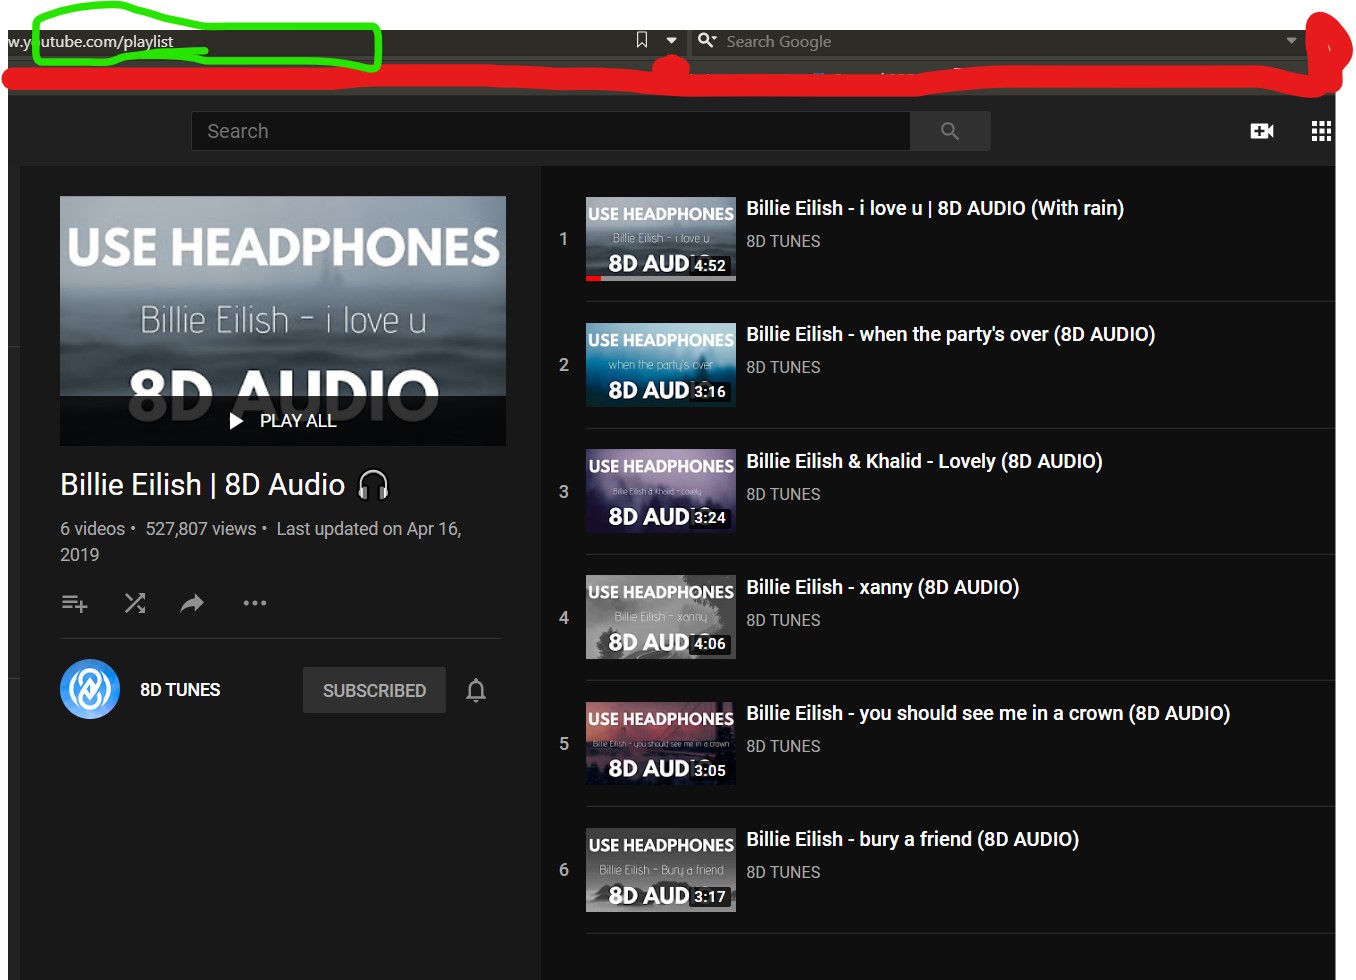 w.youtube.com/playlist
Search Google
Search
USE HEADPHONES
Billie Eilish - i love u
8D AUDIO
PLAY ALL
Billie Eilish | 8D Audio 🎧
6 videos • 527,807 views • Last updated on Apr 16,
2019
8D TUNES
SUBSCRIBED
1
USE HEADPHONES
Billie Eilish - i love u
8D AUDIO
4:52
Billie Eilish - i love u | 8D AUDIO (With rain)
8D TUNES
2
USE HEADPHONES
when the party's over
8D AUDIO
3:16
Billie Eilish - when the party's over (8D AUDIO)
8D TUNES
3
USE HEADPHONES
Billie Eilish & Khalid - Lovely
8D AUDIO
3:24
Billie Eilish & Khalid - Lovely (8D AUDIO)
8D TUNES
4
USE HEADPHONES
Billie Eilish - xanny
8D AUDIO
4:06
Billie Eilish - xanny (8D AUDIO)
8D TUNES
5
USE HEADPHONES
Billie Eilish - you should see me in a crown
8D AUDIO
3:05
Billie Eilish - you should see me in a crown (8D AUDIO)
8D TUNES
6
USE HEADPHONES
Billie Eilish - Bury a friend
8D AUDIO
3:17
Billie Eilish - bury a friend (8D AUDIO)
8D TUNES